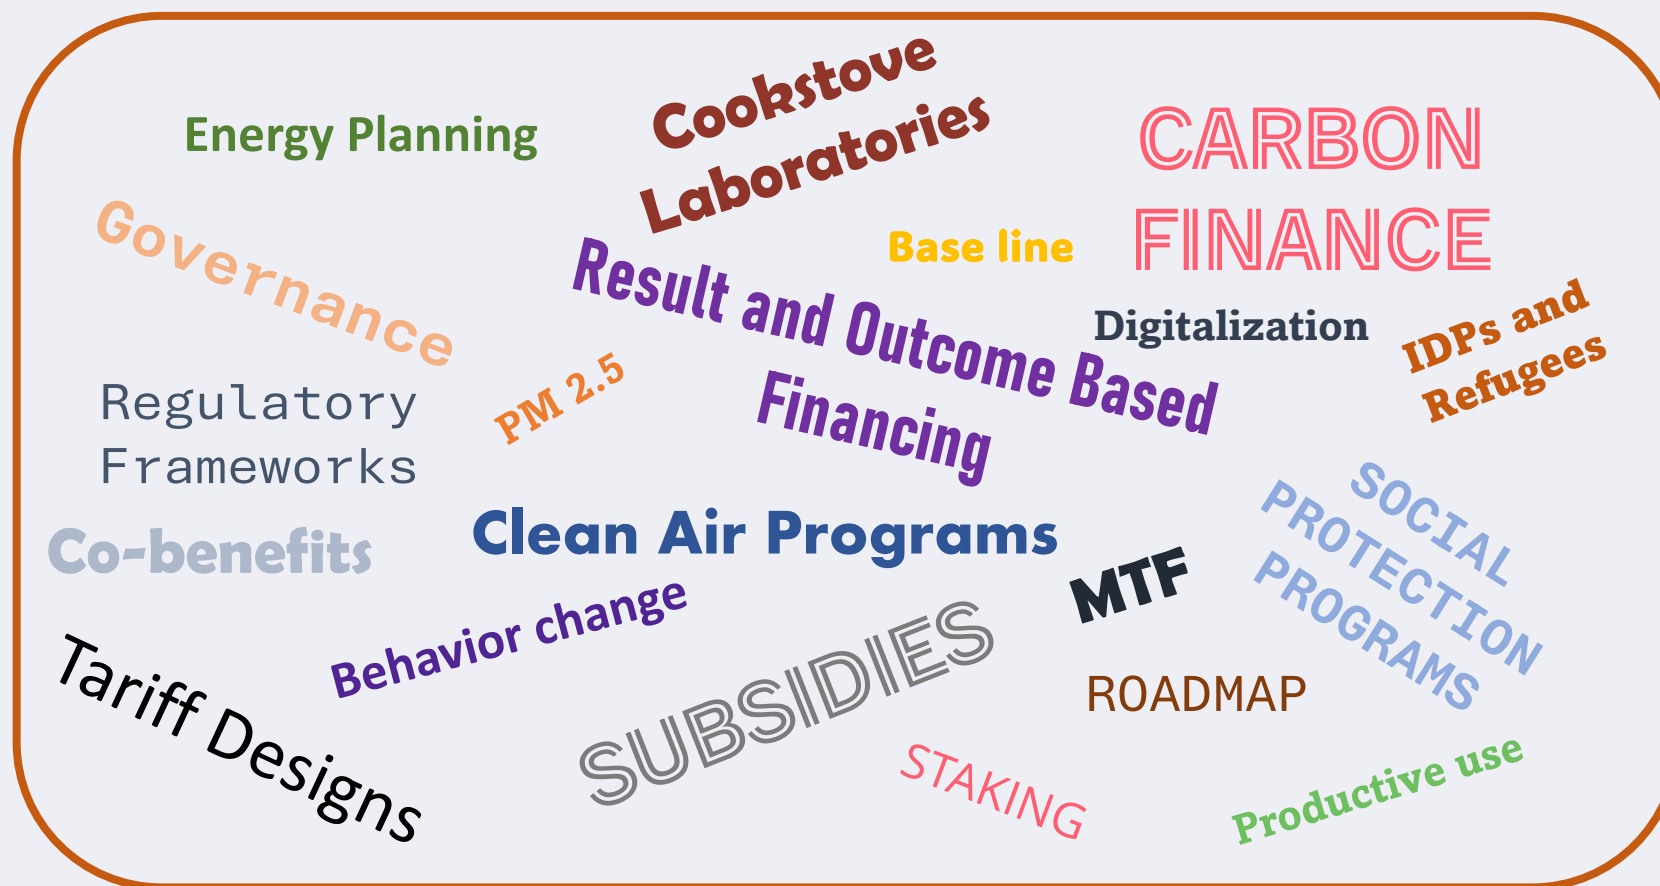 Cookstove
Laboratories
Energy Planning
CARBON
FINANCE
Governance
Base line
Result and Outcome Based
Financing
Digitalization
IDPs and
Refugees
PM 2.5
Regulatory
Frameworks
Clean Air Programs
Co-benefits
SOCIAL
PROTECTION
PROGRAMS
MTF
Behavior change
SUBSIDIES
ROADMAP
Tariff Designs
STAKING
Productive use